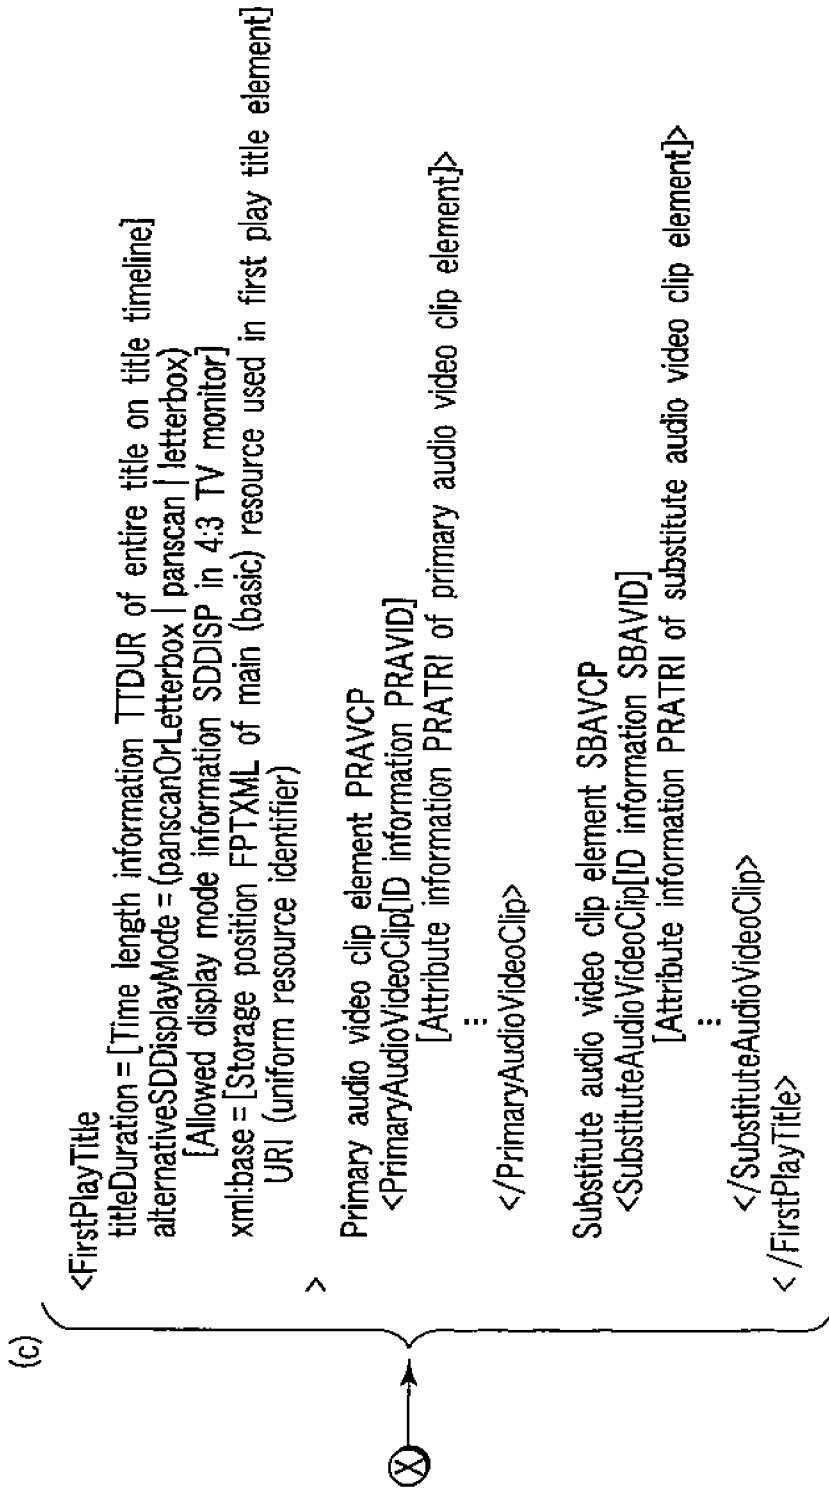 (c)
<FirstPlayTitle
titleDuration = [Time length information TTDUR of entire title on title timeline]
alternativeSDDisplayMode = (panscanOrLetterbox | panscan | letterbox)
[Allowed display mode information SDDISP in 4:3 TV monitor]
xml:base = [Storage position FPTXML of main (basic) resource used in first play title element]
URI (uniform resource identifier)
>
Primary audio video clip element PRAVCP
<PrimaryAudioVideoClip[ID information PRAVID]
[Attribute information PRATRI of primary audio video clip element]>
⋮
</PrimaryAudioVideoClip>
Substitute audio video clip element SBAVCP
<SubstituteAudioVideoClip[ID information SBAVID]
[Attribute information PRATRI of substitute audio video clip element]>
⋮
</SubstituteAudioVideoClip>
< /FirstPlayTitle>
X